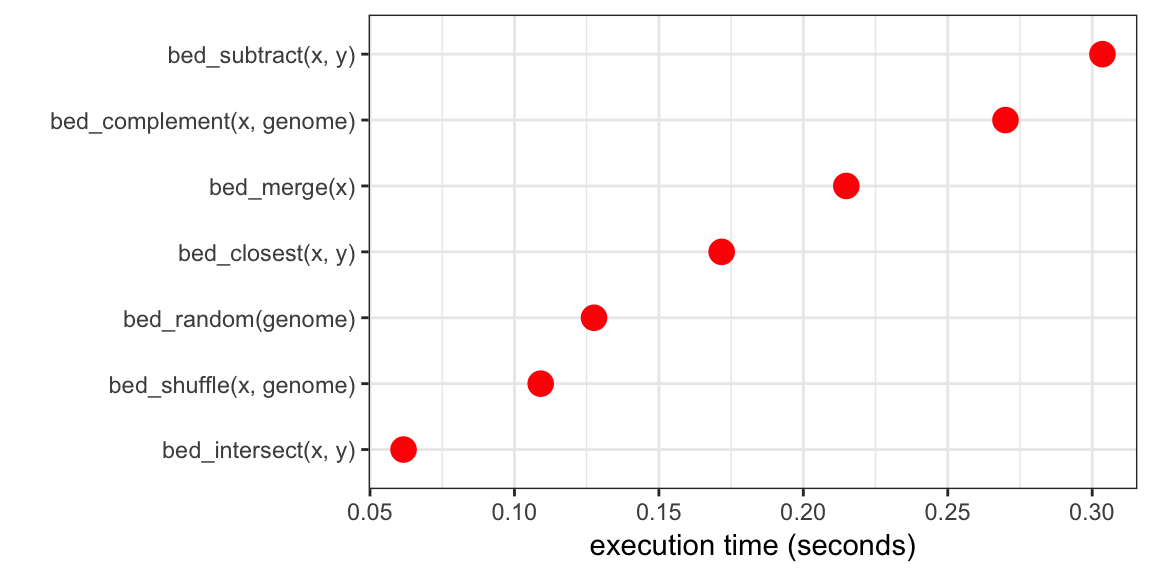 bed_subtract(x, y)
bed_complement(x, genome)
bed_merge(x)
bed_closest(x, y)
bed_random(genome)
bed_shuffle(x, genome)
bed_intersect(x, y)
0.05 0.10 0.15 0.20 0.25 0.30
execution time (seconds)